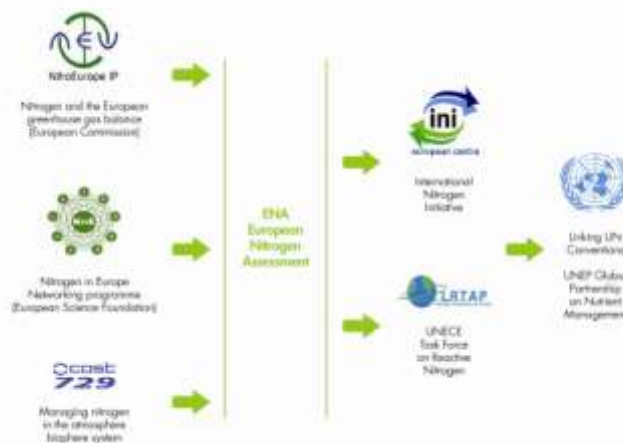 NEU
NitroEurope IP
Nitrogen and the European
greenhouse gas balance
(European Commission)
NinE
Nitrogen in Europe
Networking programme
(European Science Foundation)
cost
729
Managing nitrogen
in the atmosphere
biosphere system
ENA
European
Nitrogen
Assessment
ini
european centre
International
Nitrogen
Initiative
LRTAP
UNECE
Task Force
on Reactive
Nitrogen
Linking UN
Conventions
UNEP Global
Partnership
on Nutrient
Management